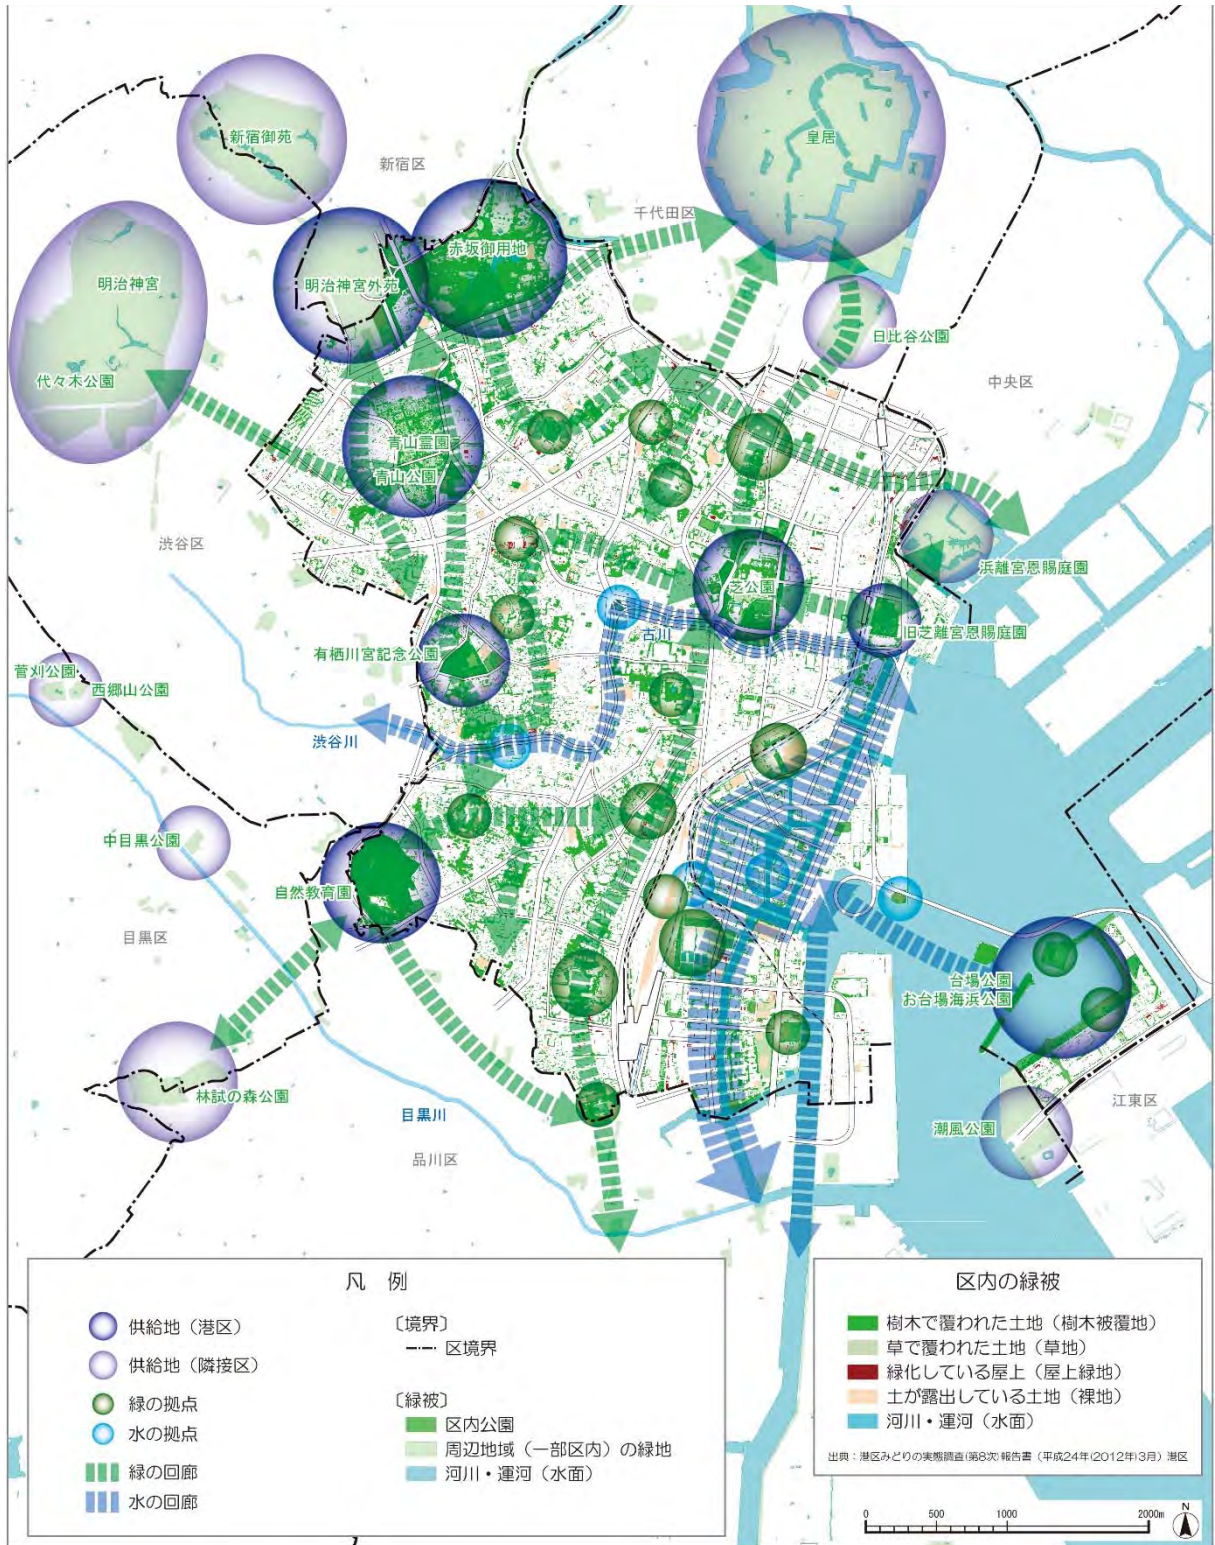 新宿御苑
皇居
新宿区
千代田区
赤坂御用地
明治神宮
明治神宮外苑
日比谷公園
代々木公園
中央区
青山霊園
青山公園
渋谷区
浜離宮恩賜庭園
芝公園
古川
旧芝離宮恩賜庭園
有栖川宮記念公園
菅刈公園
西郷山公園
渋谷川
中目黒公園
自然教育園
目黒区
台場公園
お台場海浜公園
林試の森公園
目黒川
江東区
潮風公園
品川区
凡 例
供給地（港区）
供給地（隣接区）
緑の拠点
水の拠点
緑の回廊
水の回廊
〔境界〕
区境界
〔緑被〕
区内公園
周辺地域（一部区内）の緑地
河川・運河（水面）
区内の緑被
樹木で覆われた土地（樹木被覆地）
草で覆われた土地（草地）
緑化している屋上（屋上緑地）
土が露出している土地（裸地）
河川・運河（水面）
出典：港区みどりの実態調査(第8次)報告書（平成24年(2012年)3月）港区
0 500 1000 2000m
N